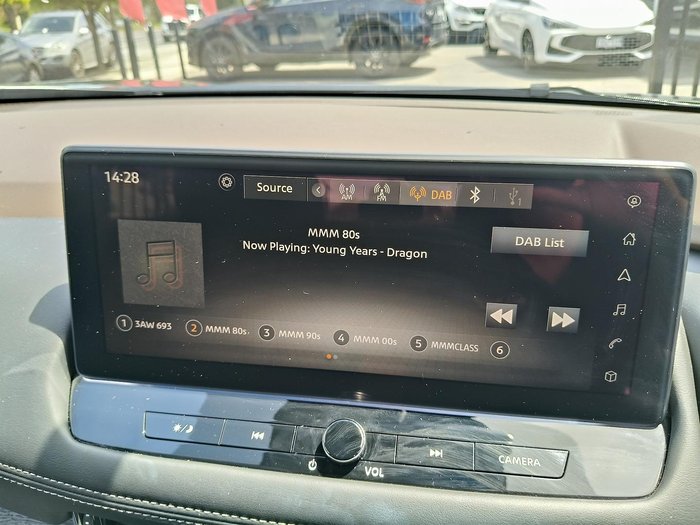 14:28
Source
AM
FM
DAB
1
MMM 80s
Now Playing: Young Years - Dragon
DAB List
1 3AW 693
2 MMM 80s
3 MMM 90s
4 MMM 00s
5 MMMCLASS
6
VOL
CAMERA